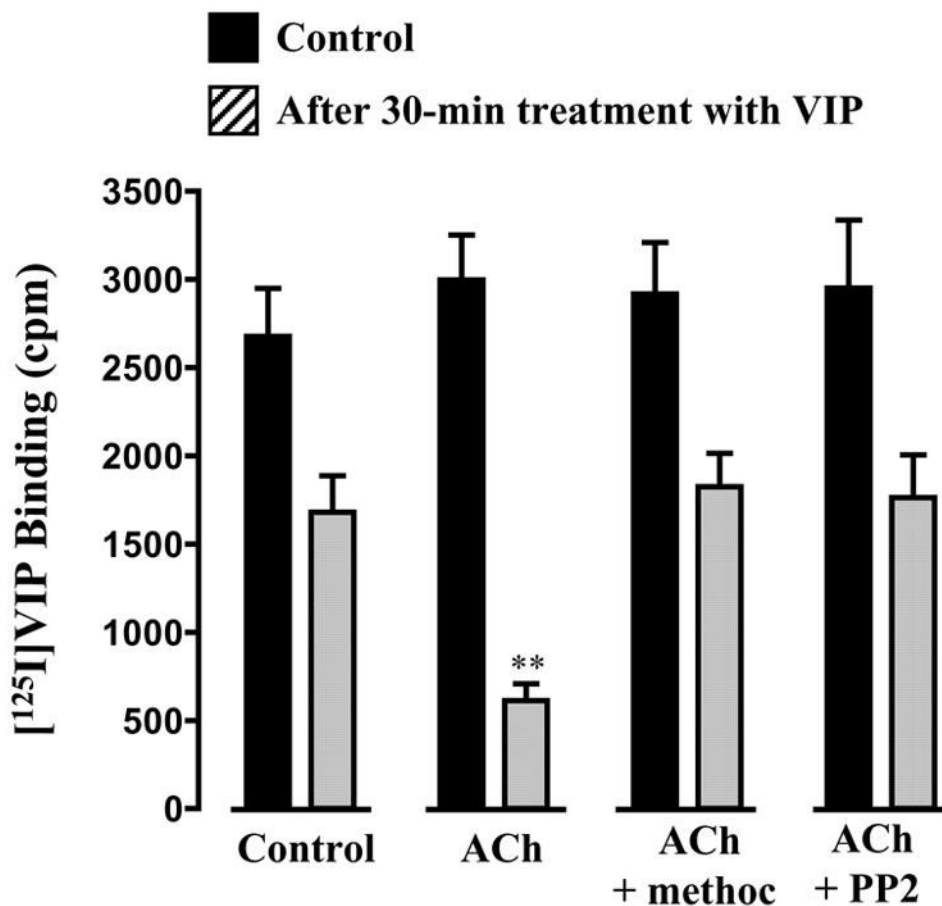 Control
After 30-min treatment with VIP
[¹²⁵I]VIP Binding (cpm)
3500
3000
2500
2000
1500
1000
500
0
**
Control
ACh
ACh
+ methoc
ACh
+ PP2